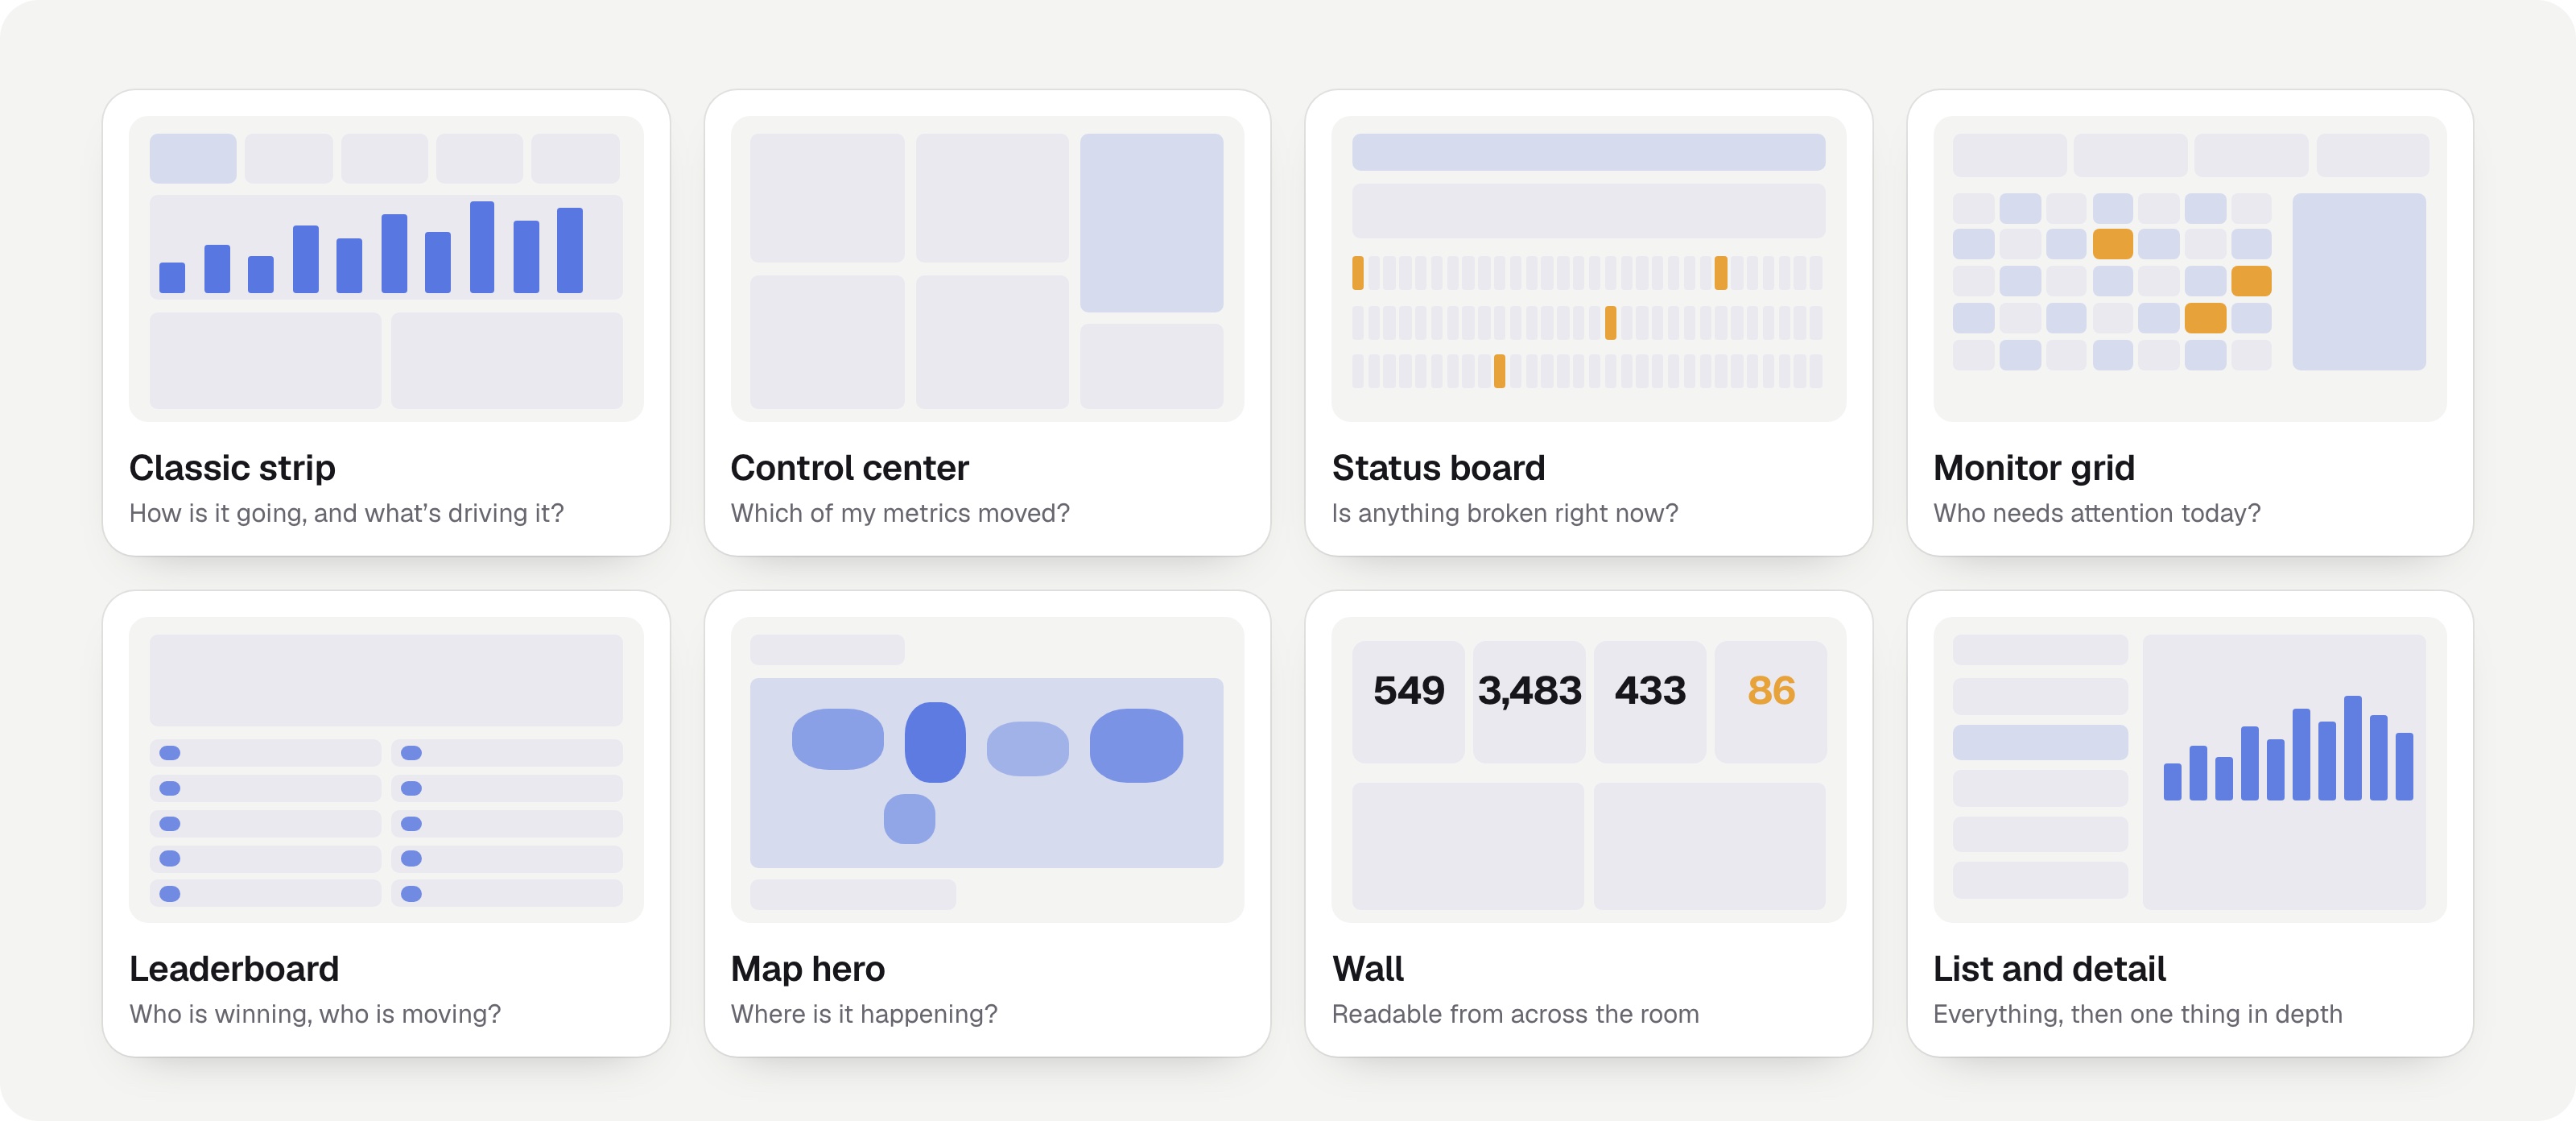 Classic strip
How is it going, and what’s driving it?
Control center
Which of my metrics moved?
Status board
Is anything broken right now?
Monitor grid
Who needs attention today?
Leaderboard
Who is winning, who is moving?
Map hero
Where is it happening?
549 3,483 433 86
Wall
Readable from across the room
List and detail
Everything, then one thing in depth